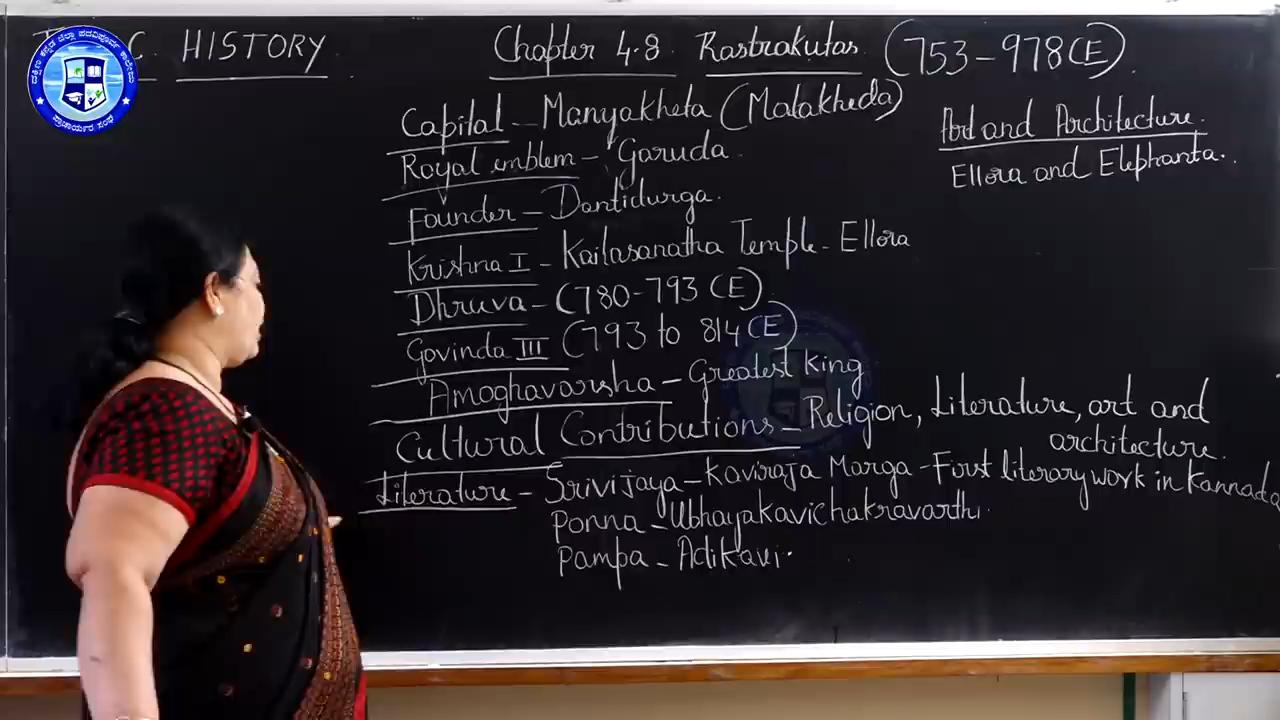 HISTORY
Chapter 4.8. Rastrakutas (753-978 CE)
Capital - Manyakheta (Malakheda)
Royal emblem - Garuda
Founder - Dantidurga.
Krishna I - Kailasanatha Temple - Ellora
Dhruva - (780-793 CE)
Govinda III (793 to 814 CE)
Amoghavarsha - Greatest King
Cultural Contributions - Religion, Literature, art and
architecture.
Literature - Srivijaya - Kaviraja Marga - First literary work in Kannada
Ponna - Ubhayakavichakravarthi
Pampa - Adikavi.
Art and Architecture.
Ellora and Elephanta..